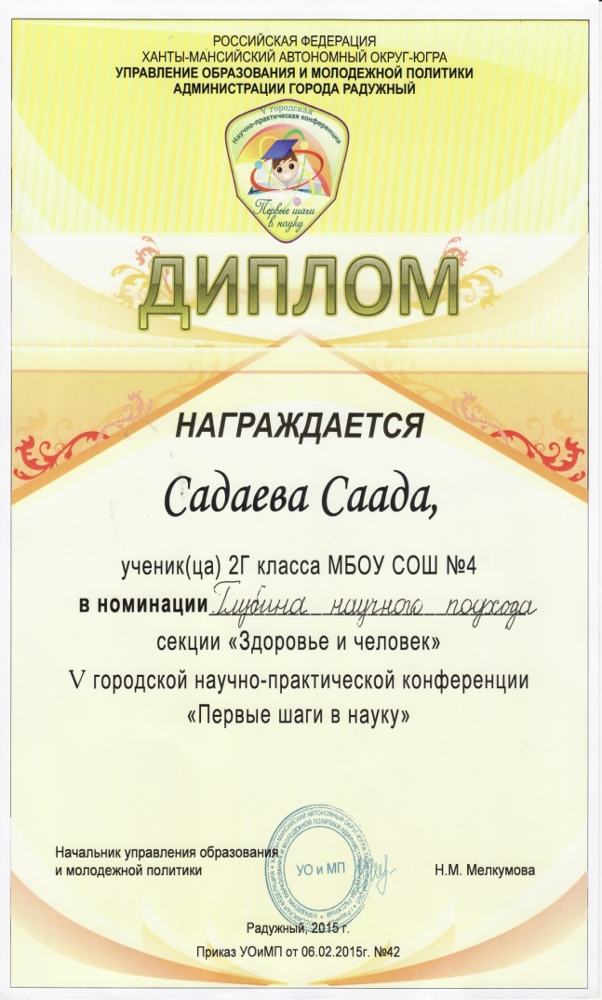 РОССИЙСКАЯ ФЕДЕРАЦИЯ
ХАНТЫ-МАНСИЙСКИЙ АВТОНОМНЫЙ ОКРУГ-ЮГРА
УПРАВЛЕНИЕ ОБРАЗОВАНИЯ И МОЛОДЕЖНОЙ ПОЛИТИКИ
АДМИНИСТРАЦИИ ГОРОДА РАДУЖНЫЙ
V городская
Научно-практическая конференция
Первые шаги
в науку
ДИПЛОМ
НАГРАЖДАЕТСЯ
Садаева Саада,
ученик(ца) 2Г класса МБОУ СОШ №4
в номинации Глубина научного подхода
секции «Здоровье и человек»
V городской научно-практической конференции
«Первые шаги в науку»
Начальник управления образования
и молодежной политики
УО и МП
Н.М. Мелкумова
Радужный, 2015 г.
Приказ УОиМП от 06.02.2015г. №42